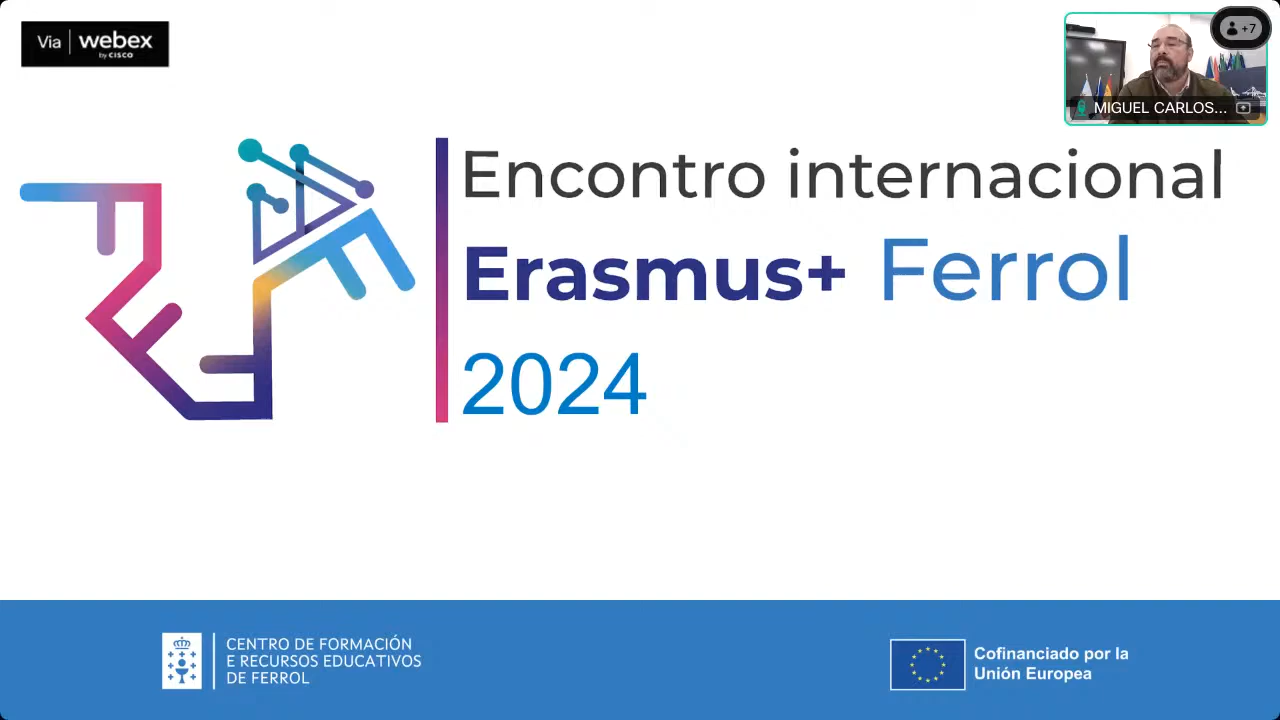 Via webex
by CISCO
+7
MIGUEL CARLOS...
Encontro internacional
Erasmus+ Ferrol
2024
CENTRO DE FORMACIÓN
E RECURSOS EDUCATIVOS
DE FERROL
Cofinanciado por la
Unión Europea